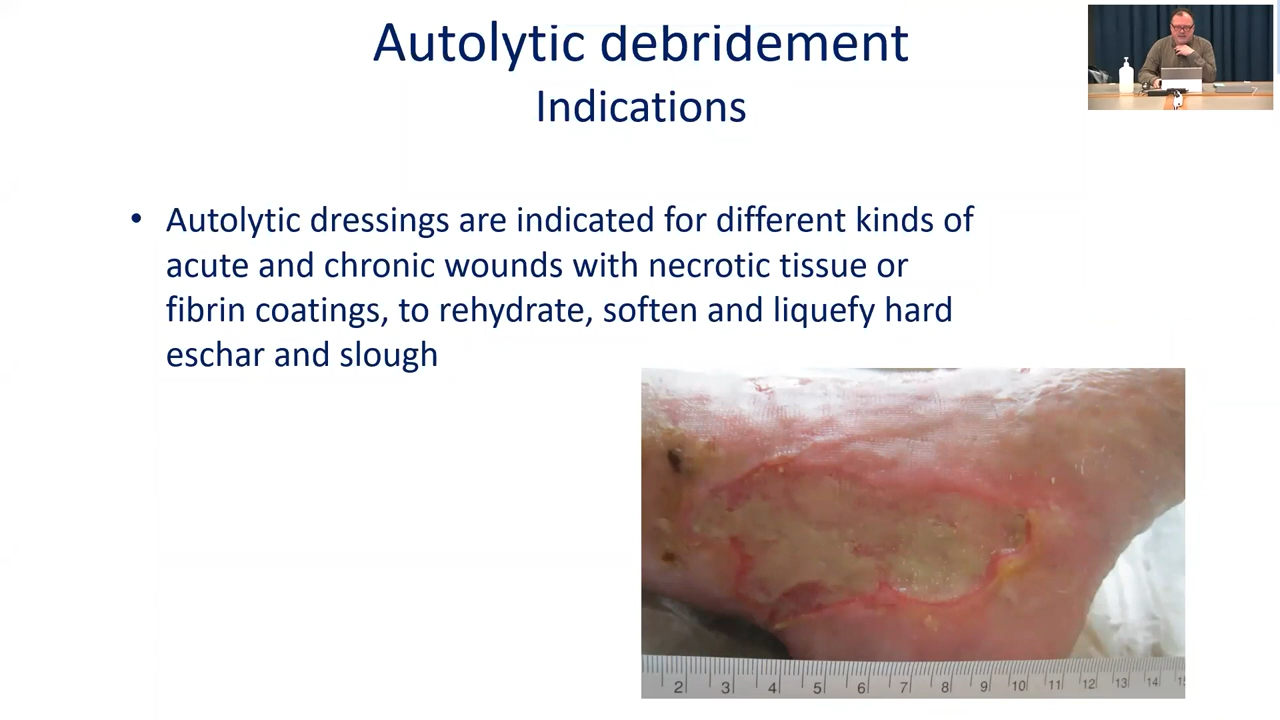 Autolytic debridement
Indications
• Autolytic dressings are indicated for different kinds of
acute and chronic wounds with necrotic tissue or
fibrin coatings, to rehydrate, soften and liquefy hard
eschar and slough
2 3 4 5 6 7 8 9 10 11 12 13 14